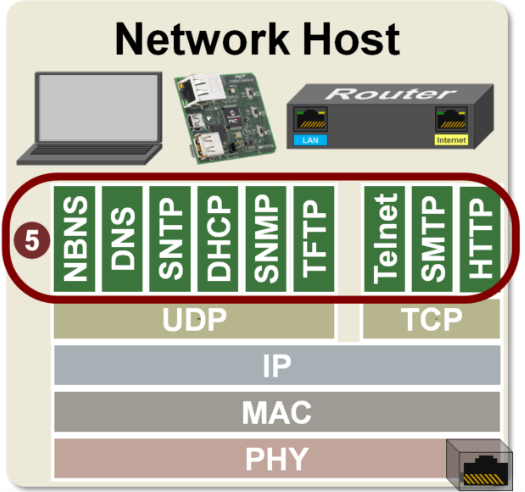 Network Host
Router
LAN
Internet
5
NBNS
DNS
SNTP
DHCP
SNMP
TFTP
Telnet
SMTP
HTTP
UDP
TCP
IP
MAC
PHY